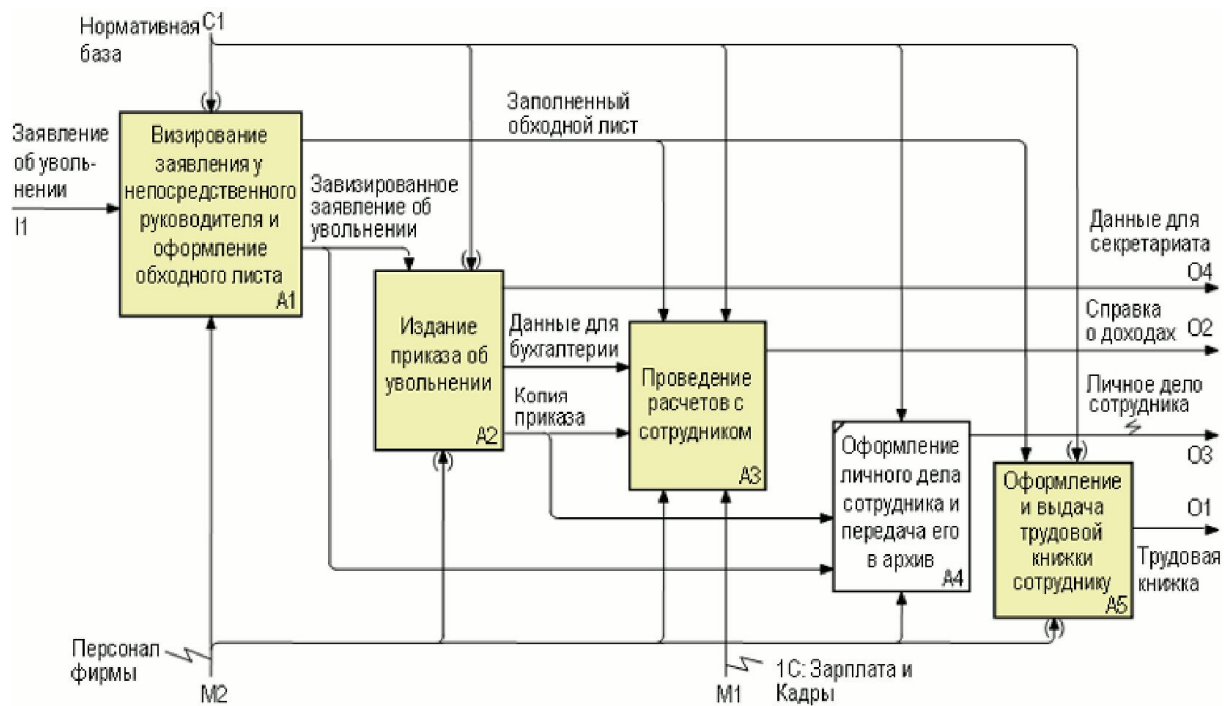 Нормативная
база
C1
Заявление
об уволь-
нении
I1
Визирование
заявления у
непосредственного
руководителя и
оформление
обходного листа
A1
Заполненный
обходной лист
Завизированное
заявление об
увольнении
Издание
приказа об
увольнении
A2
Данные для
бухгалтерии
Копия
приказа
Проведение
расчетов с
сотрудником
A3
Оформление
личного дела
сотрудника и
передача его
в архив
A4
Оформление
и выдача
трудовой
книжки
сотруднику
A5
Данные для
секретариата
O4
Справка
о доходах
O2
Личное дело
сотрудника
O3
O1
Трудовая
книжка
Персонал
фирмы
M2
M1
1С: Зарплата и
Кадры